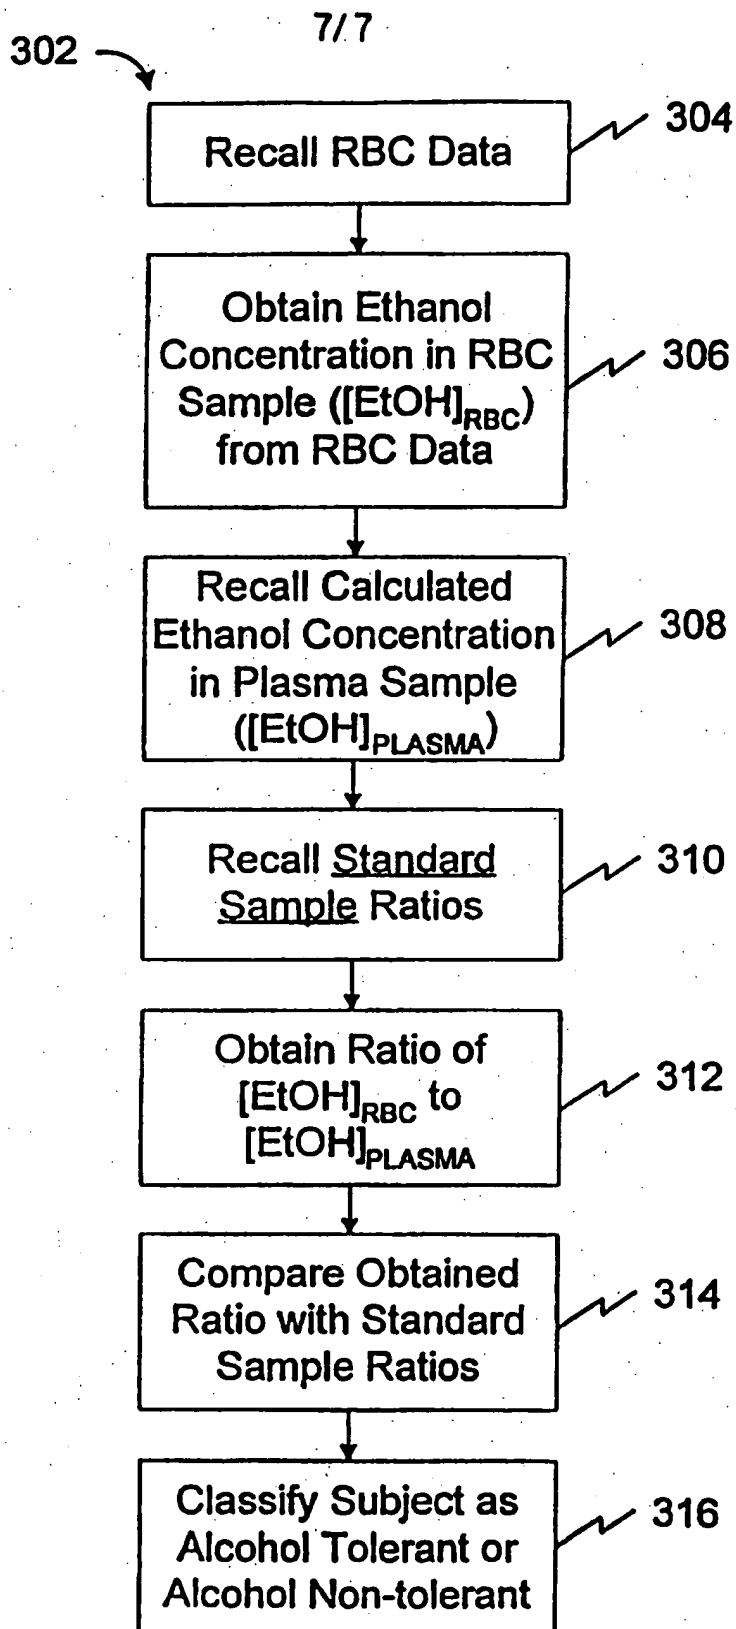 7/7
302
Recall RBC Data
304
Obtain Ethanol
Concentration in RBC
Sample ([EtOH]RBC)
from RBC Data
306
Recall Calculated
Ethanol Concentration
in Plasma Sample
([EtOH]PLASMA)
308
Recall Standard
Sample Ratios
310
Obtain Ratio of
[EtOH]RBC to
[EtOH]PLASMA
312
Compare Obtained
Ratio with Standard
Sample Ratios
314
Classify Subject as
Alcohol Tolerant or
Alcohol Non-tolerant
316